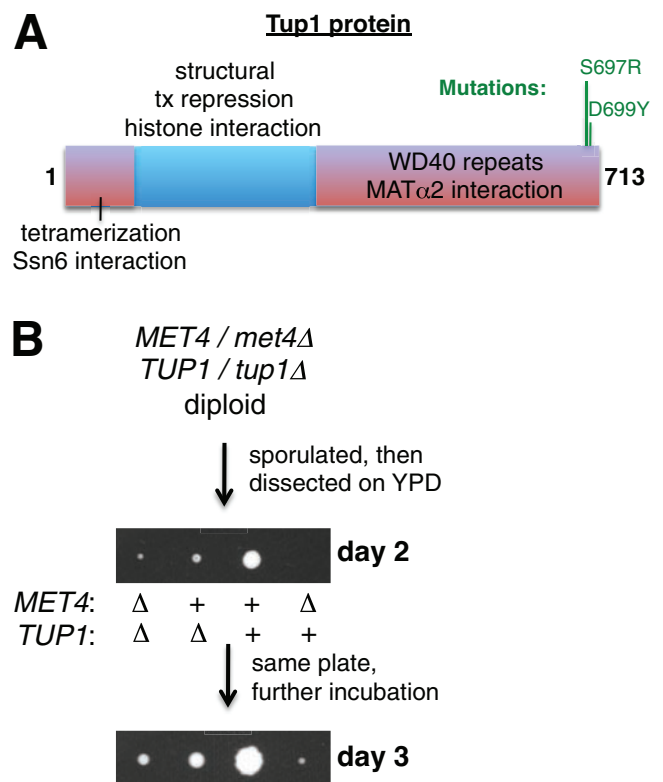 A
Tup1 protein
structural
tx repression
histone interaction
Mutations:
S697R
D699Y
1
WD40 repeats
MATα2 interaction
713
tetramerization
Ssn6 interaction
B
MET4 / met4Δ
TUP1 / tup1Δ
diploid
sporulated, then
dissected on YPD
day 2
MET4: Δ + + Δ
TUP1: Δ Δ + +
same plate,
further incubation
day 3